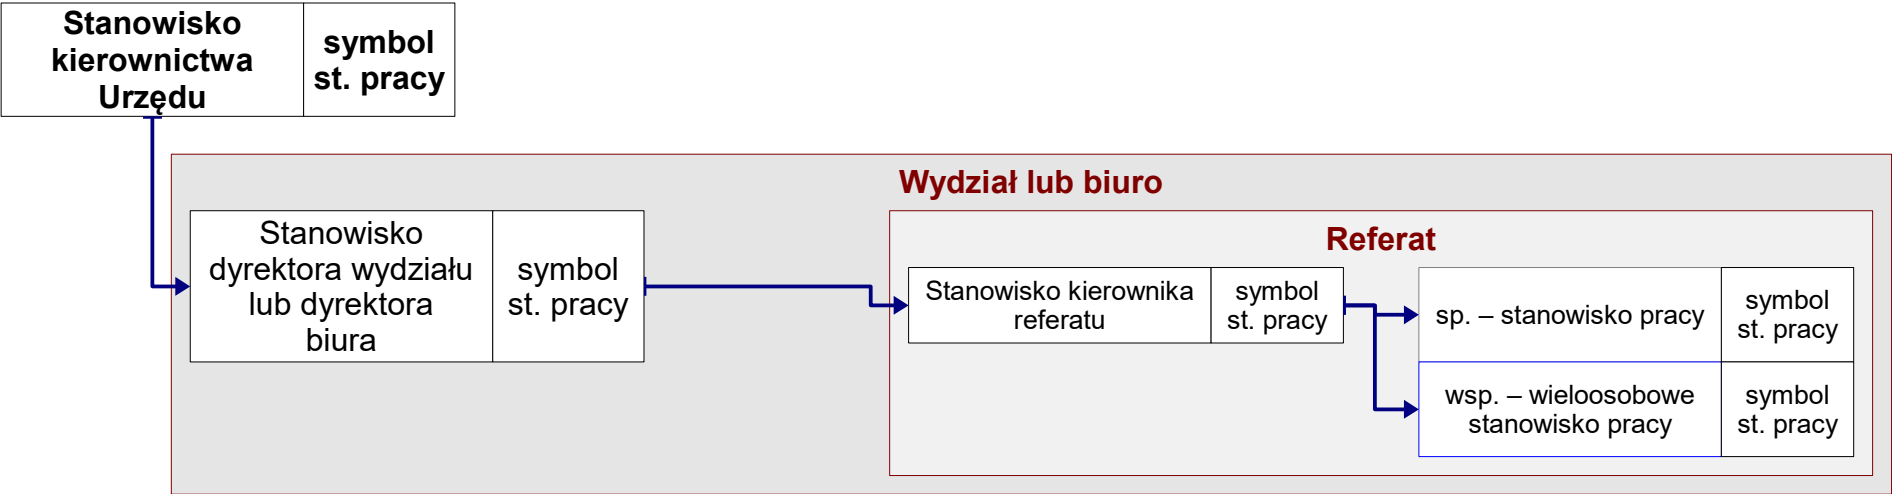 Stanowisko
kierownictwa
Urzędu
symbol
st. pracy
Wydział lub biuro
Stanowisko
dyrektora wydziału
lub dyrektora
biura
symbol
st. pracy
Referat
Stanowisko kierownika
referatu
symbol
st. pracy
sp. – stanowisko pracy
symbol
st. pracy
wsp. – wieloosobowe
stanowisko pracy
symbol
st. pracy